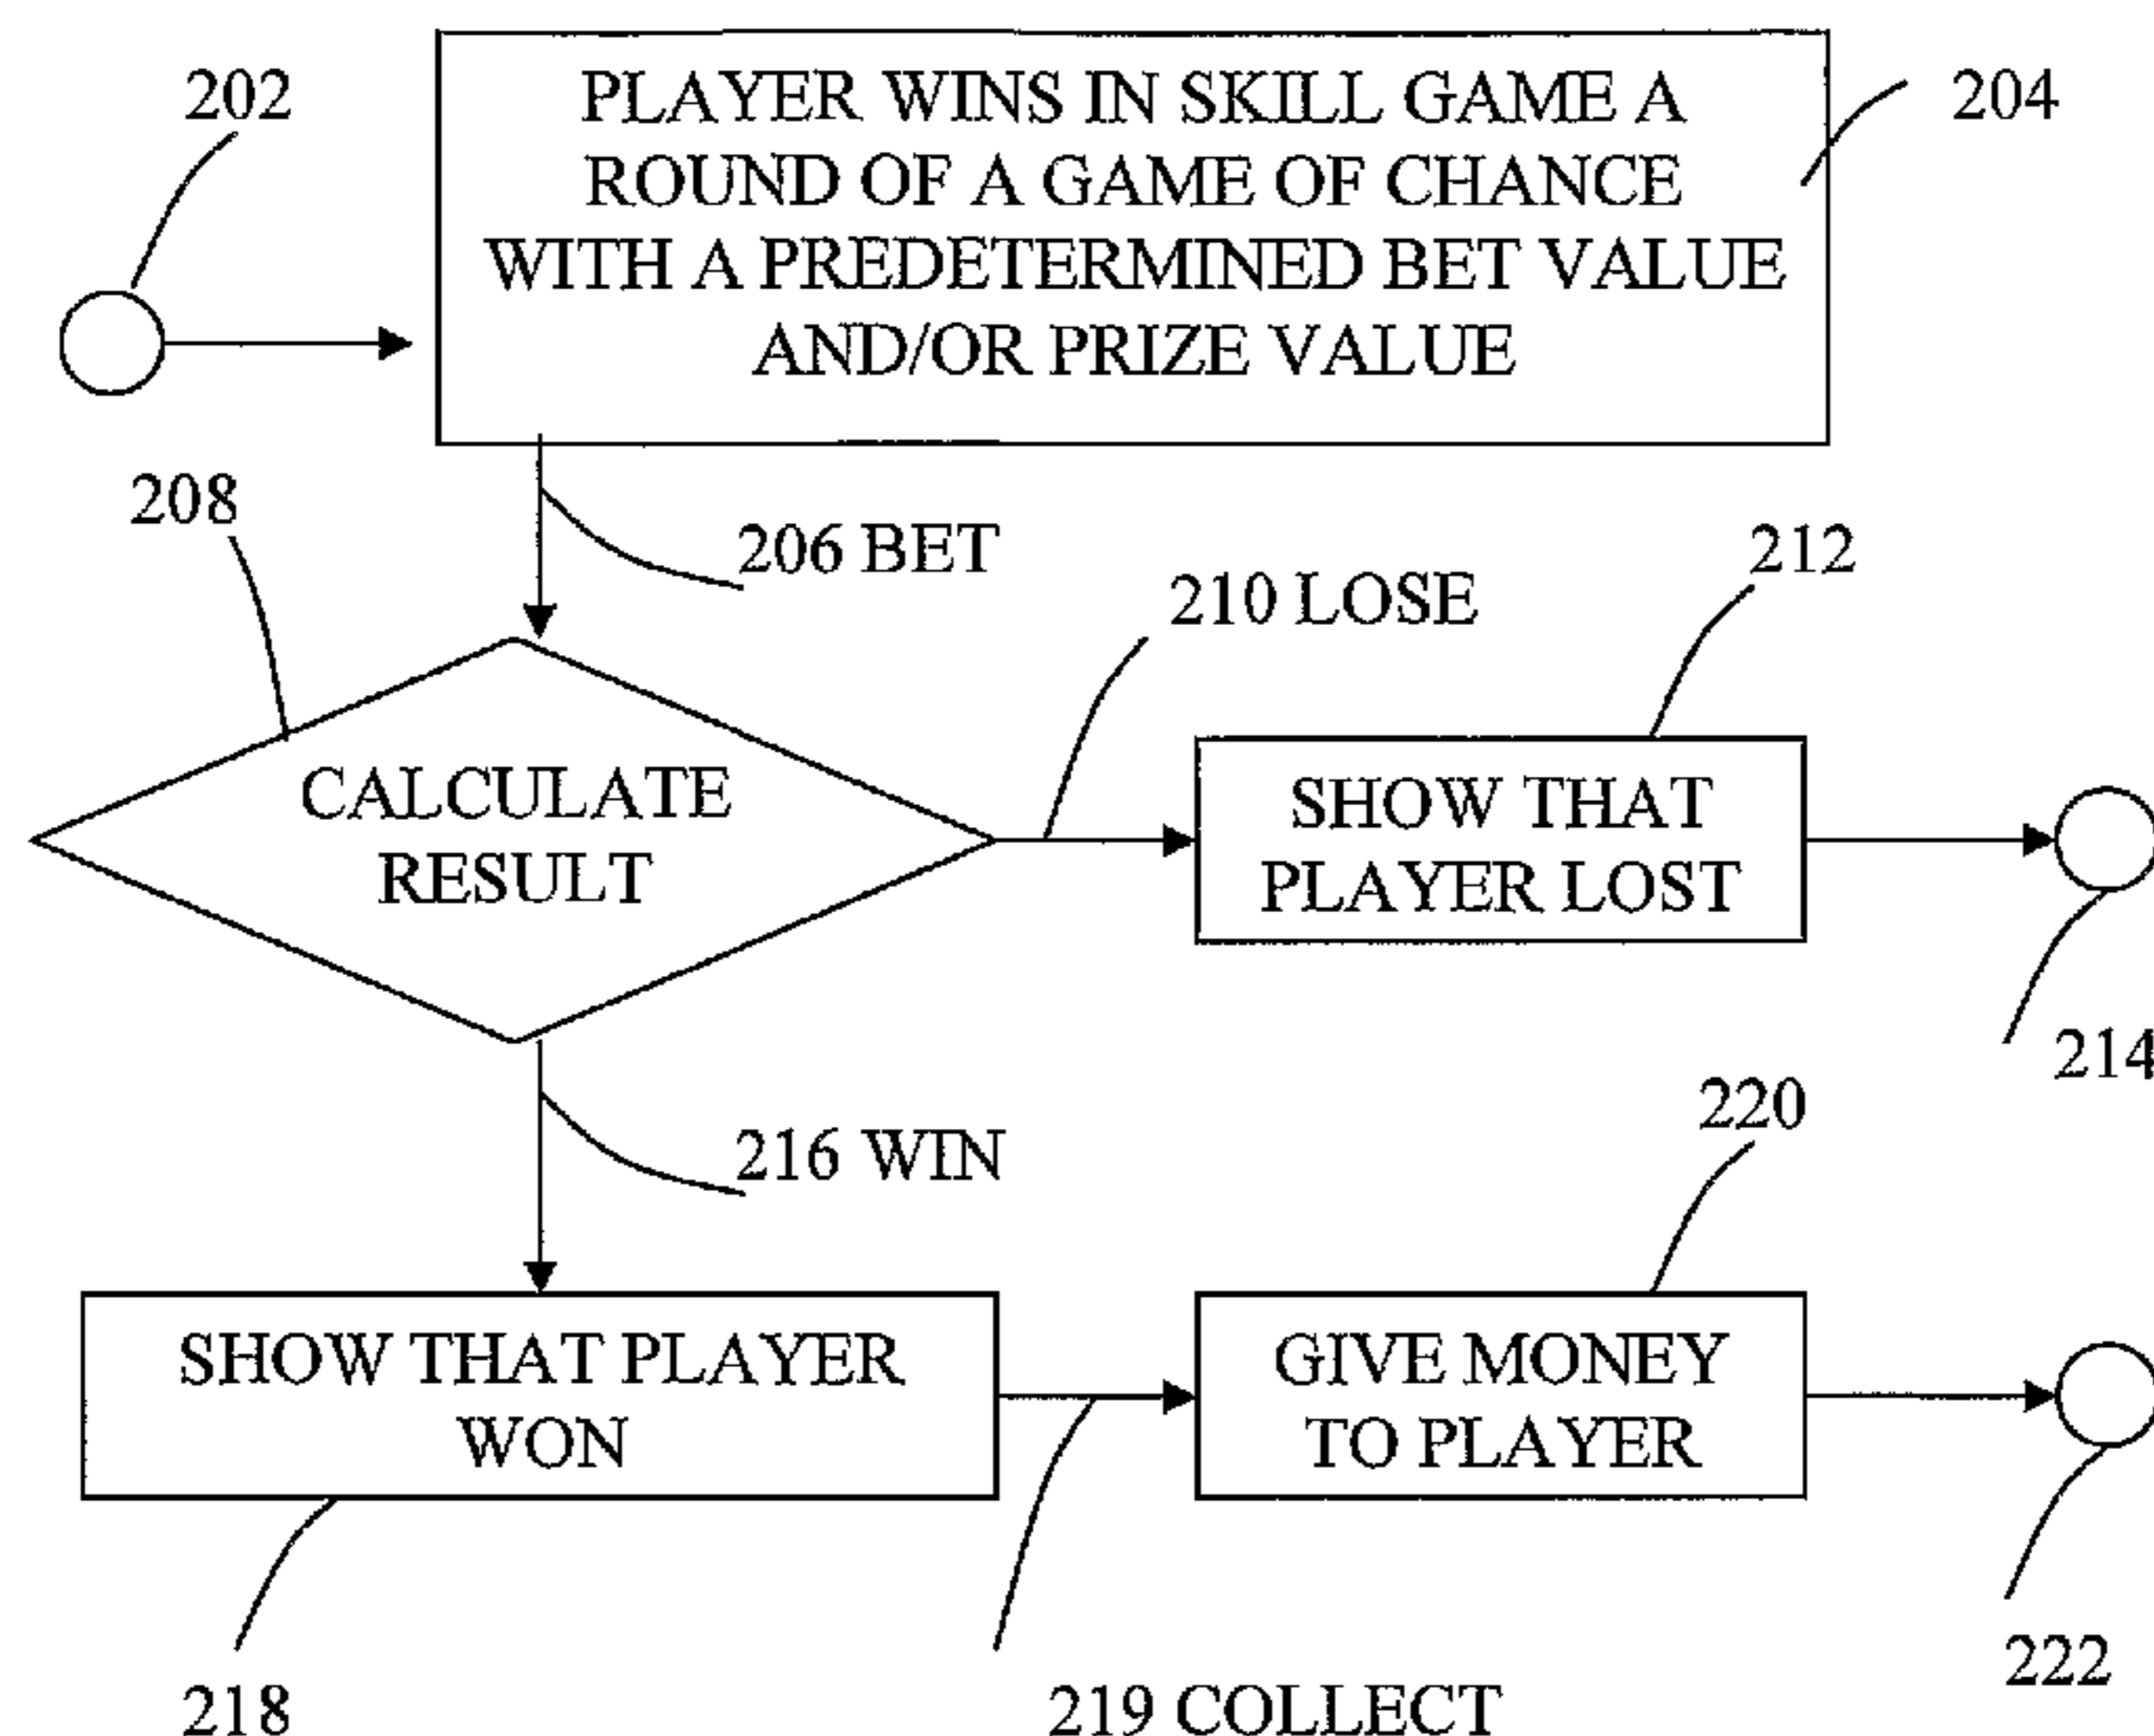 202
PLAYER WINS IN SKILL GAME A
ROUND OF A GAME OF CHANCE
WITH A PREDETERMINED BET VALUE
AND/OR PRIZE VALUE
204
208
206 BET
210 LOSE
212
CALCULATE
RESULT
SHOW THAT
PLAYER LOST
214
216 WIN
220
SHOW THAT PLAYER
WON
GIVE MONEY
TO PLAYER
218
219 COLLECT
222